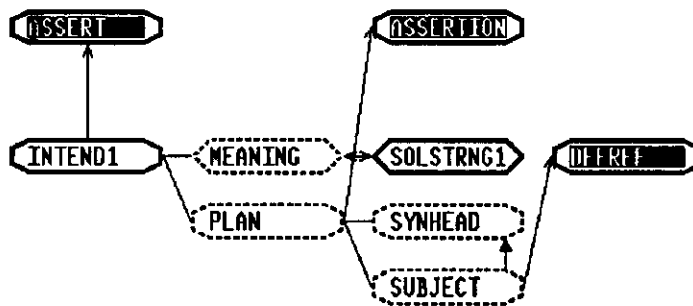 ASSERT
ASSERTION
INTEND1
MEANING
SOLSTRNG1
DEFREF
PLAN
SYNHEAD
SUBJECT